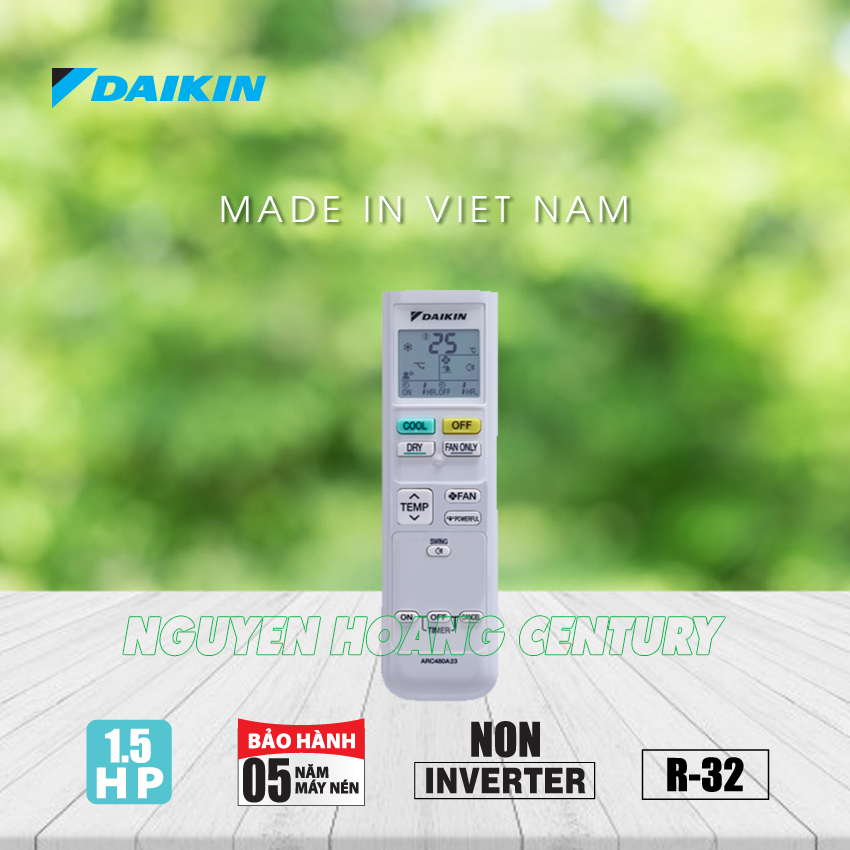 DAIKIN
MADE IN VIET NAM
DAIKIN
25 °C
ON HR. OFF HR.
COOL OFF
DRY FAN ONLY
TEMP FAN
POWERFUL
SWING
ON OFF CANCEL
TIMER
NGUYEN HOANG CENTURY
ARC480A23
1.5
HP
BẢO HÀNH
05 NĂM
MÁY NÉN
NON
INVERTER
R-32